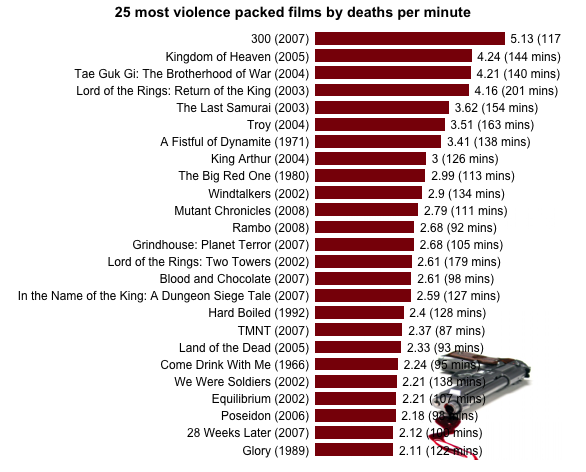 25 most violence packed films by deaths per minute
300 (2007) 5.13 (117
Kingdom of Heaven (2005) 4.24 (144 mins)
Tae Guk Gi: The Brotherhood of War (2004) 4.21 (140 mins)
Lord of the Rings: Return of the King (2003) 4.16 (201 mins)
The Last Samurai (2003) 3.62 (154 mins)
Troy (2004) 3.51 (163 mins)
A Fistful of Dynamite (1971) 3.41 (138 mins)
King Arthur (2004) 3 (126 mins)
The Big Red One (1980) 2.99 (113 mins)
Windtalkers (2002) 2.9 (134 mins)
Mutant Chronicles (2008) 2.79 (111 mins)
Rambo (2008) 2.68 (92 mins)
Grindhouse: Planet Terror (2007) 2.68 (105 mins)
Lord of the Rings: Two Towers (2002) 2.61 (179 mins)
Blood and Chocolate (2007) 2.61 (98 mins)
In the Name of the King: A Dungeon Siege Tale (2007) 2.59 (127 mins)
Hard Boiled (1992) 2.4 (128 mins)
TMNT (2007) 2.37 (87 mins)
Land of the Dead (2005) 2.33 (93 mins)
Come Drink With Me (1966) 2.24 (95 mins)
We Were Soldiers (2002) 2.21 (138 mins)
Equilibrium (2002) 2.21 (107 mins)
Poseidon (2006) 2.18 mins)
28 Weeks Later (2007) 2.12 mins)
Glory (1989) 2.11 (122 mins)